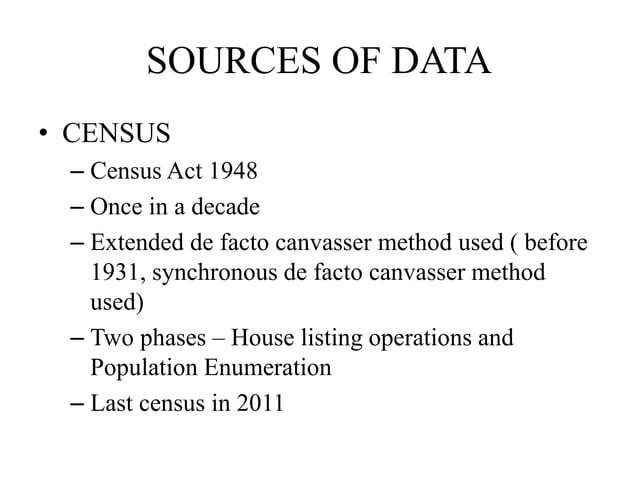 SOURCES OF DATA
• CENSUS
– Census Act 1948
– Once in a decade
– Extended de facto canvasser method used ( before
1931, synchronous de facto canvasser method
used)
– Two phases – House listing operations and
Population Enumeration
– Last census in 2011